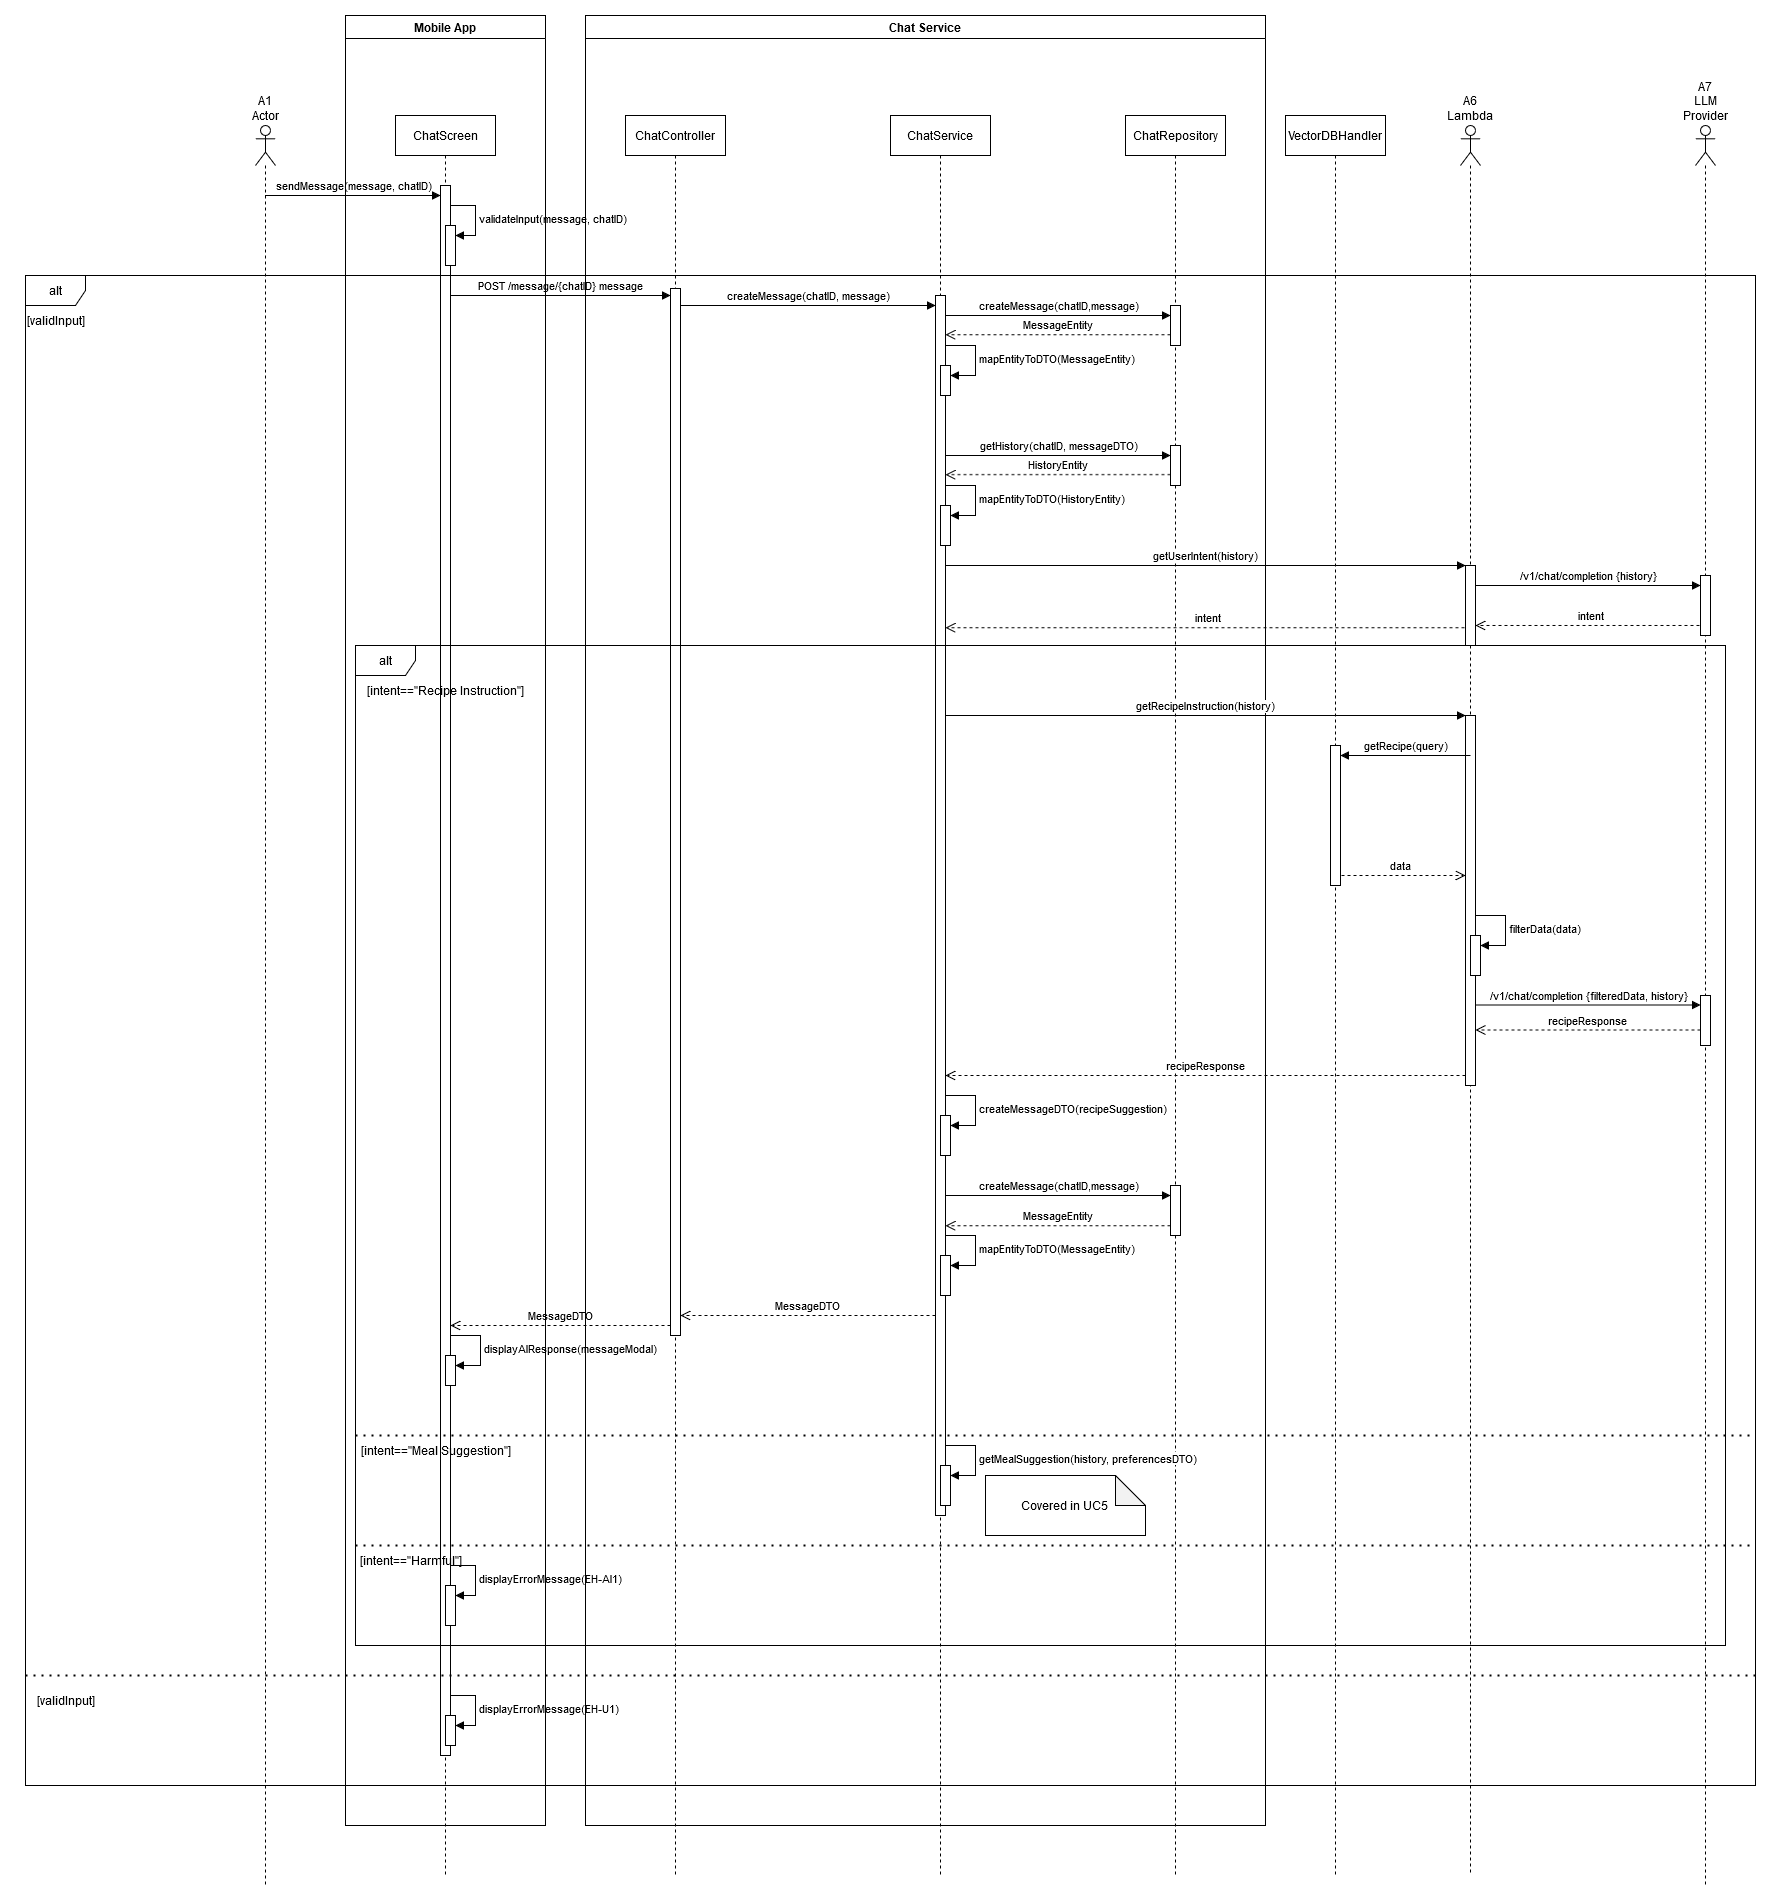 Mobile App
Chat Service
A1
Actor
ChatScreen
ChatController
ChatService
ChatRepository
VectorDBHandler
A6
Lambda
A7
LLM
Provider
sendMessage(message, chatID)
validateInput(message, chatID)
alt
[validInput]
POST /message/{chatID} message
createMessage(chatID, message)
createMessage(chatID,message)
MessageEntity
mapEntityToDTO(MessageEntity)
getHistory(chatID, messageDTO)
HistoryEntity
mapEntityToDTO(HistoryEntity)
getUserIntent(history)
/v1/chat/completion {history}
intent
intent
alt
[intent=="Recipe Instruction"]
getRecipeInstruction(history)
getRecipe(query)
data
filterData(data)
/v1/chat/completion {filteredData, history}
recipeResponse
recipeResponse
createMessageDTO(recipeSuggestion)
createMessage(chatID,message)
MessageEntity
mapEntityToDTO(MessageEntity)
MessageDTO
MessageDTO
displayAIResponse(messageModal)
[intent=="Meal Suggestion"]
getMealSuggestion(history, preferencesDTO)
Covered in UC5
[intent=="Harmful"]
displayErrorMessage(EH-AI1)
[validInput]
displayErrorMessage(EH-U1)